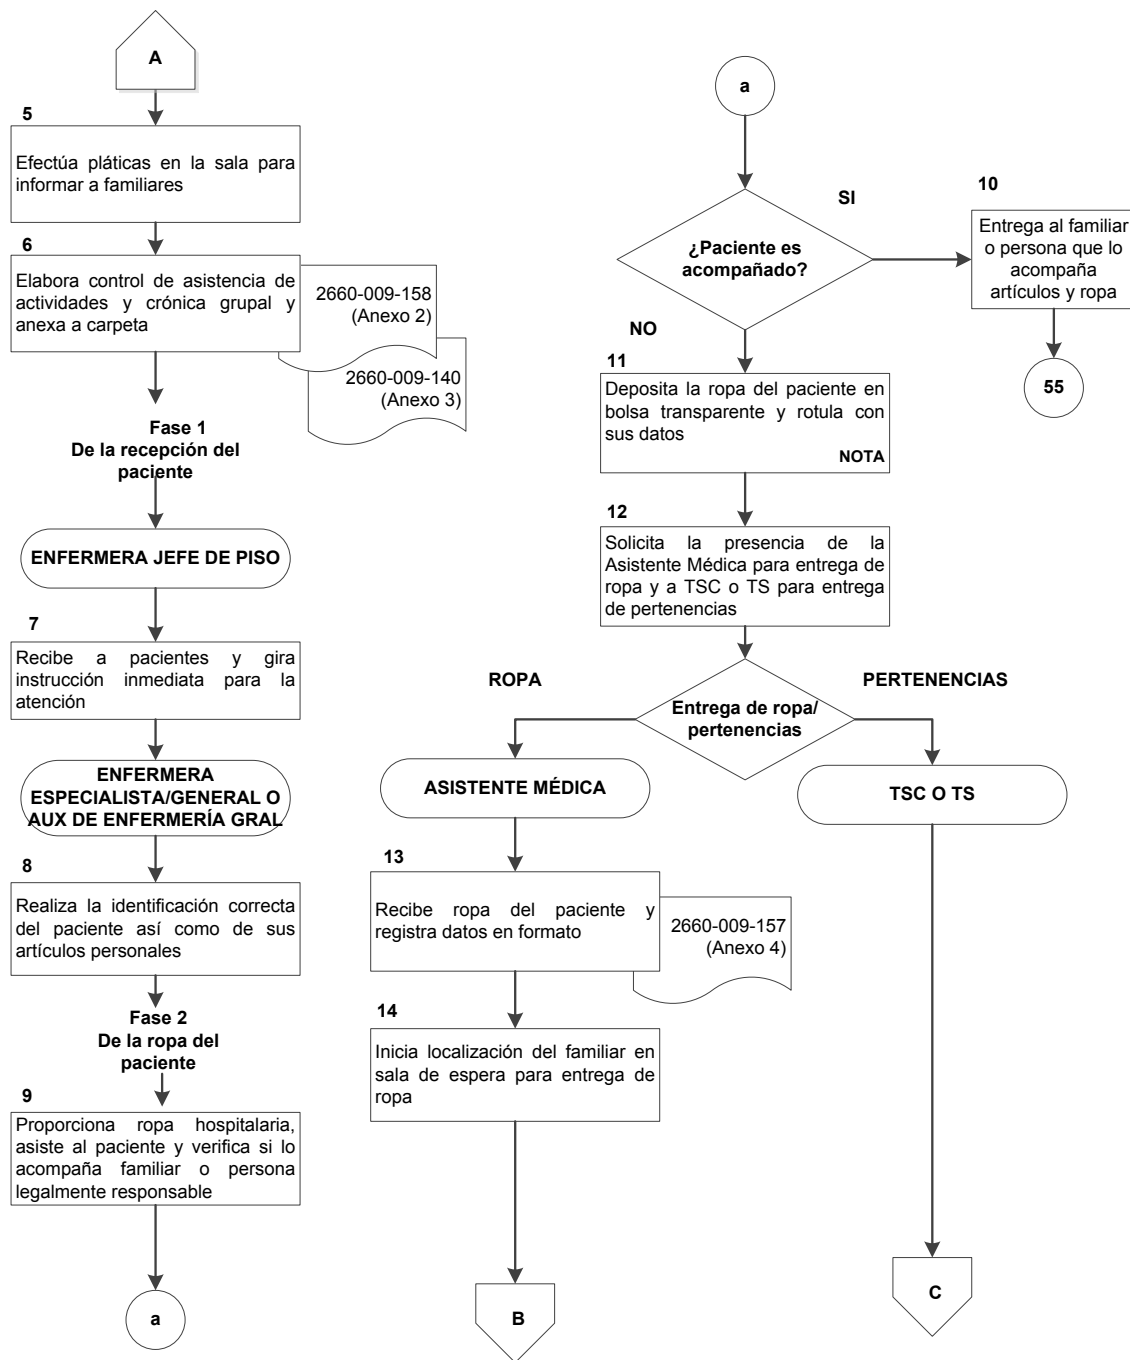 A
5
Efectúa pláticas en la sala para
informar a familiares
6
Elabora control de asistencia de
actividades y crónica grupal y
anexa a carpeta
2660-009-158
(Anexo 2)
2660-009-140
(Anexo 3)
Fase 1
De la recepción del
paciente
ENFERMERA JEFE DE PISO
7
Recibe a pacientes y gira
instrucción inmediata para la
atención
ENFERMERA
ESPECIALISTA/GENERAL O
AUX DE ENFERMERÍA GRAL
8
Realiza la identificación correcta
del paciente así como de sus
artículos personales
Fase 2
De la ropa del
paciente
9
Proporciona ropa hospitalaria,
asiste al paciente y verifica si lo
acompaña familiar o persona
legalmente responsable
a
a
¿Paciente es
acompañado?
SI
10
Entrega al familiar
o persona que lo
acompaña
artículos y ropa
55
NO
11
Deposita la ropa del paciente en
bolsa transparente y rotula con
sus datos
NOTA
12
Solicita la presencia de la
Asistente Médica para entrega de
ropa y a TSC o TS para entrega
de pertenencias
ROPA
PERTENENCIAS
Entrega de ropa/
pertenencias
ASISTENTE MÉDICA
TSC O TS
13
Recibe ropa del paciente y
registra datos en formato
2660-009-157
(Anexo 4)
14
Inicia localización del familiar en
sala de espera para entrega de
ropa
B
C